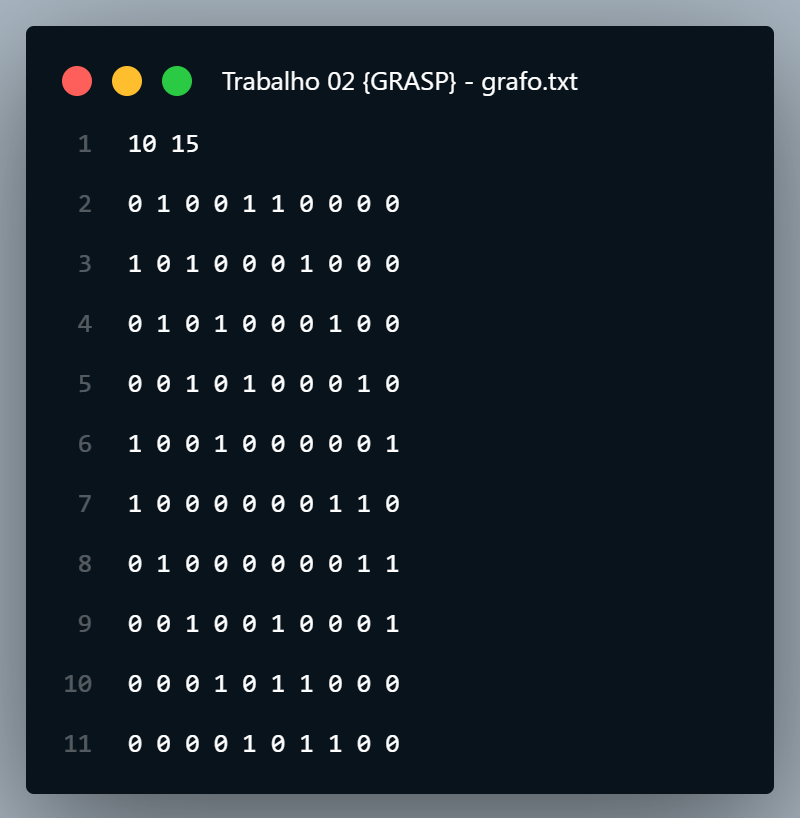 Trabalho 02 {GRASP} - grafo.txt
1 10 15
2 0 1 0 0 1 1 0 0 0 0
3 1 0 1 0 0 0 1 0 0 0
4 0 1 0 1 0 0 0 1 0 0
5 0 0 1 0 1 0 0 0 1 0
6 1 0 0 1 0 0 0 0 0 1
7 1 0 0 0 0 0 0 1 1 0
8 0 1 0 0 0 0 0 0 1 1
9 0 0 1 0 0 1 0 0 0 1
10 0 0 0 1 0 1 1 0 0 0
11 0 0 0 0 1 0 1 1 0 0